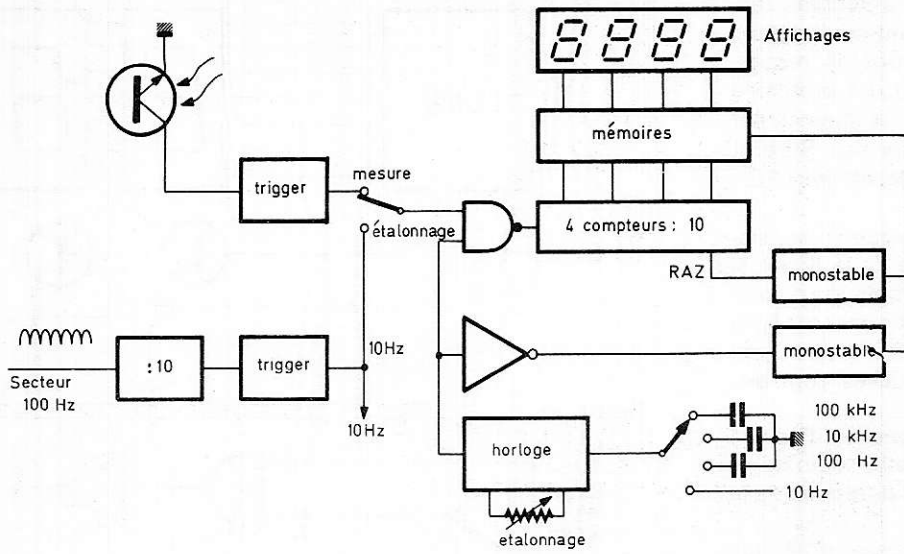 Affichages
mémoires
trigger
mesure
étalonnage
4 compteurs : 10
RAZ
monostable
Secteur
100 Hz
:10
trigger
10Hz
10Hz
monostable
horloge
etalonnage
100 kHz
10 kHz
100 Hz
10 Hz